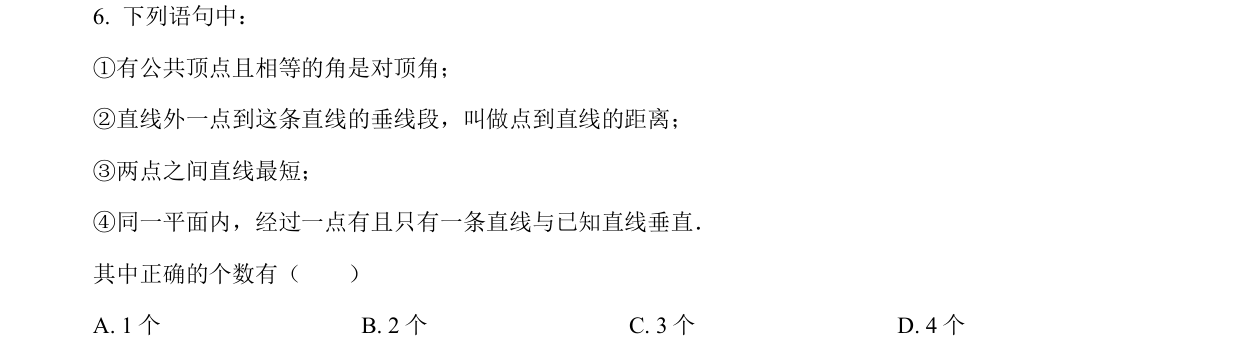 6. 下列语句中：
①有公共顶点且相等的角是对顶角；
②直线外一点到这条直线的垂线段，叫做点到直线的距离；
③两点之间直线最短；
④同一平面内，经过一点有且只有一条直线与已知直线垂直．
其中正确的个数有（　　）
A. 1 个 B. 2 个 C. 3 个 D. 4 个